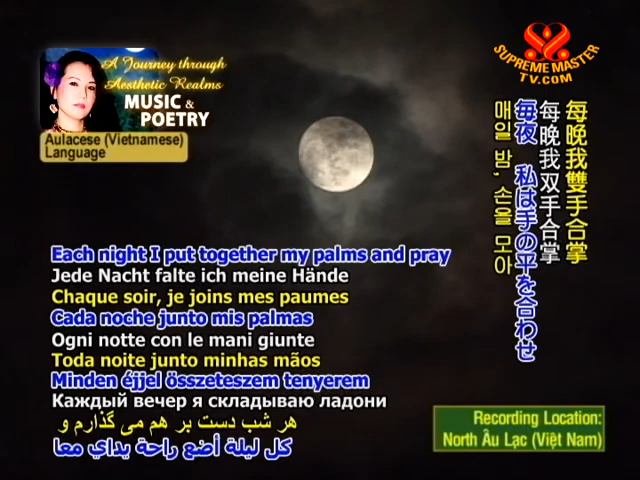 A Journey through
Aesthetic Realms
MUSIC &
POETRY
Aulacese (Vietnamese)
Language
SUPREME MASTER
TV.COM
每晚我雙手合掌
每晚我双手合掌
毎夜 私は手の平を合わせ
매일 밤, 손을 모아
Each night I put together my palms and pray
Jede Nacht falte ich meine Hände
Chaque soir, je joins mes paumes
Cada noche junto mis palmas
Ogni notte con le mani giunte
Toda noite junto minhas mãos
Minden éjjel összeteszem tenyerem
Каждый вечер я складываю ладони
هر شب دست بر هم می گذارم و
كل ليلة أضع راحة يداي معا
Recording Location:
North Âu Lạc (Việt Nam)